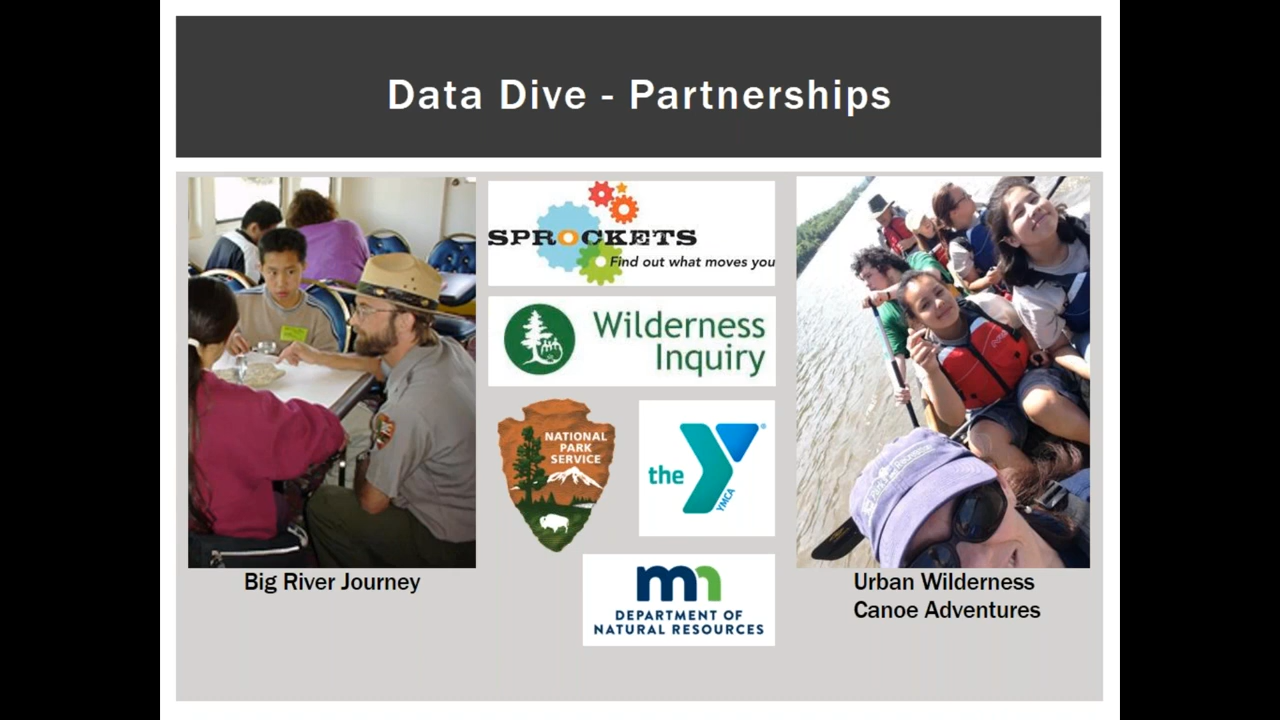 Data Dive - Partnerships
SPROCKETS
Find out what moves you
Wilderness
Inquiry
NATIONAL
PARK
SERVICE
the
YMCA
®
mn
DEPARTMENT OF
NATURAL RESOURCES
Big River Journey
Urban Wilderness
Canoe Adventures